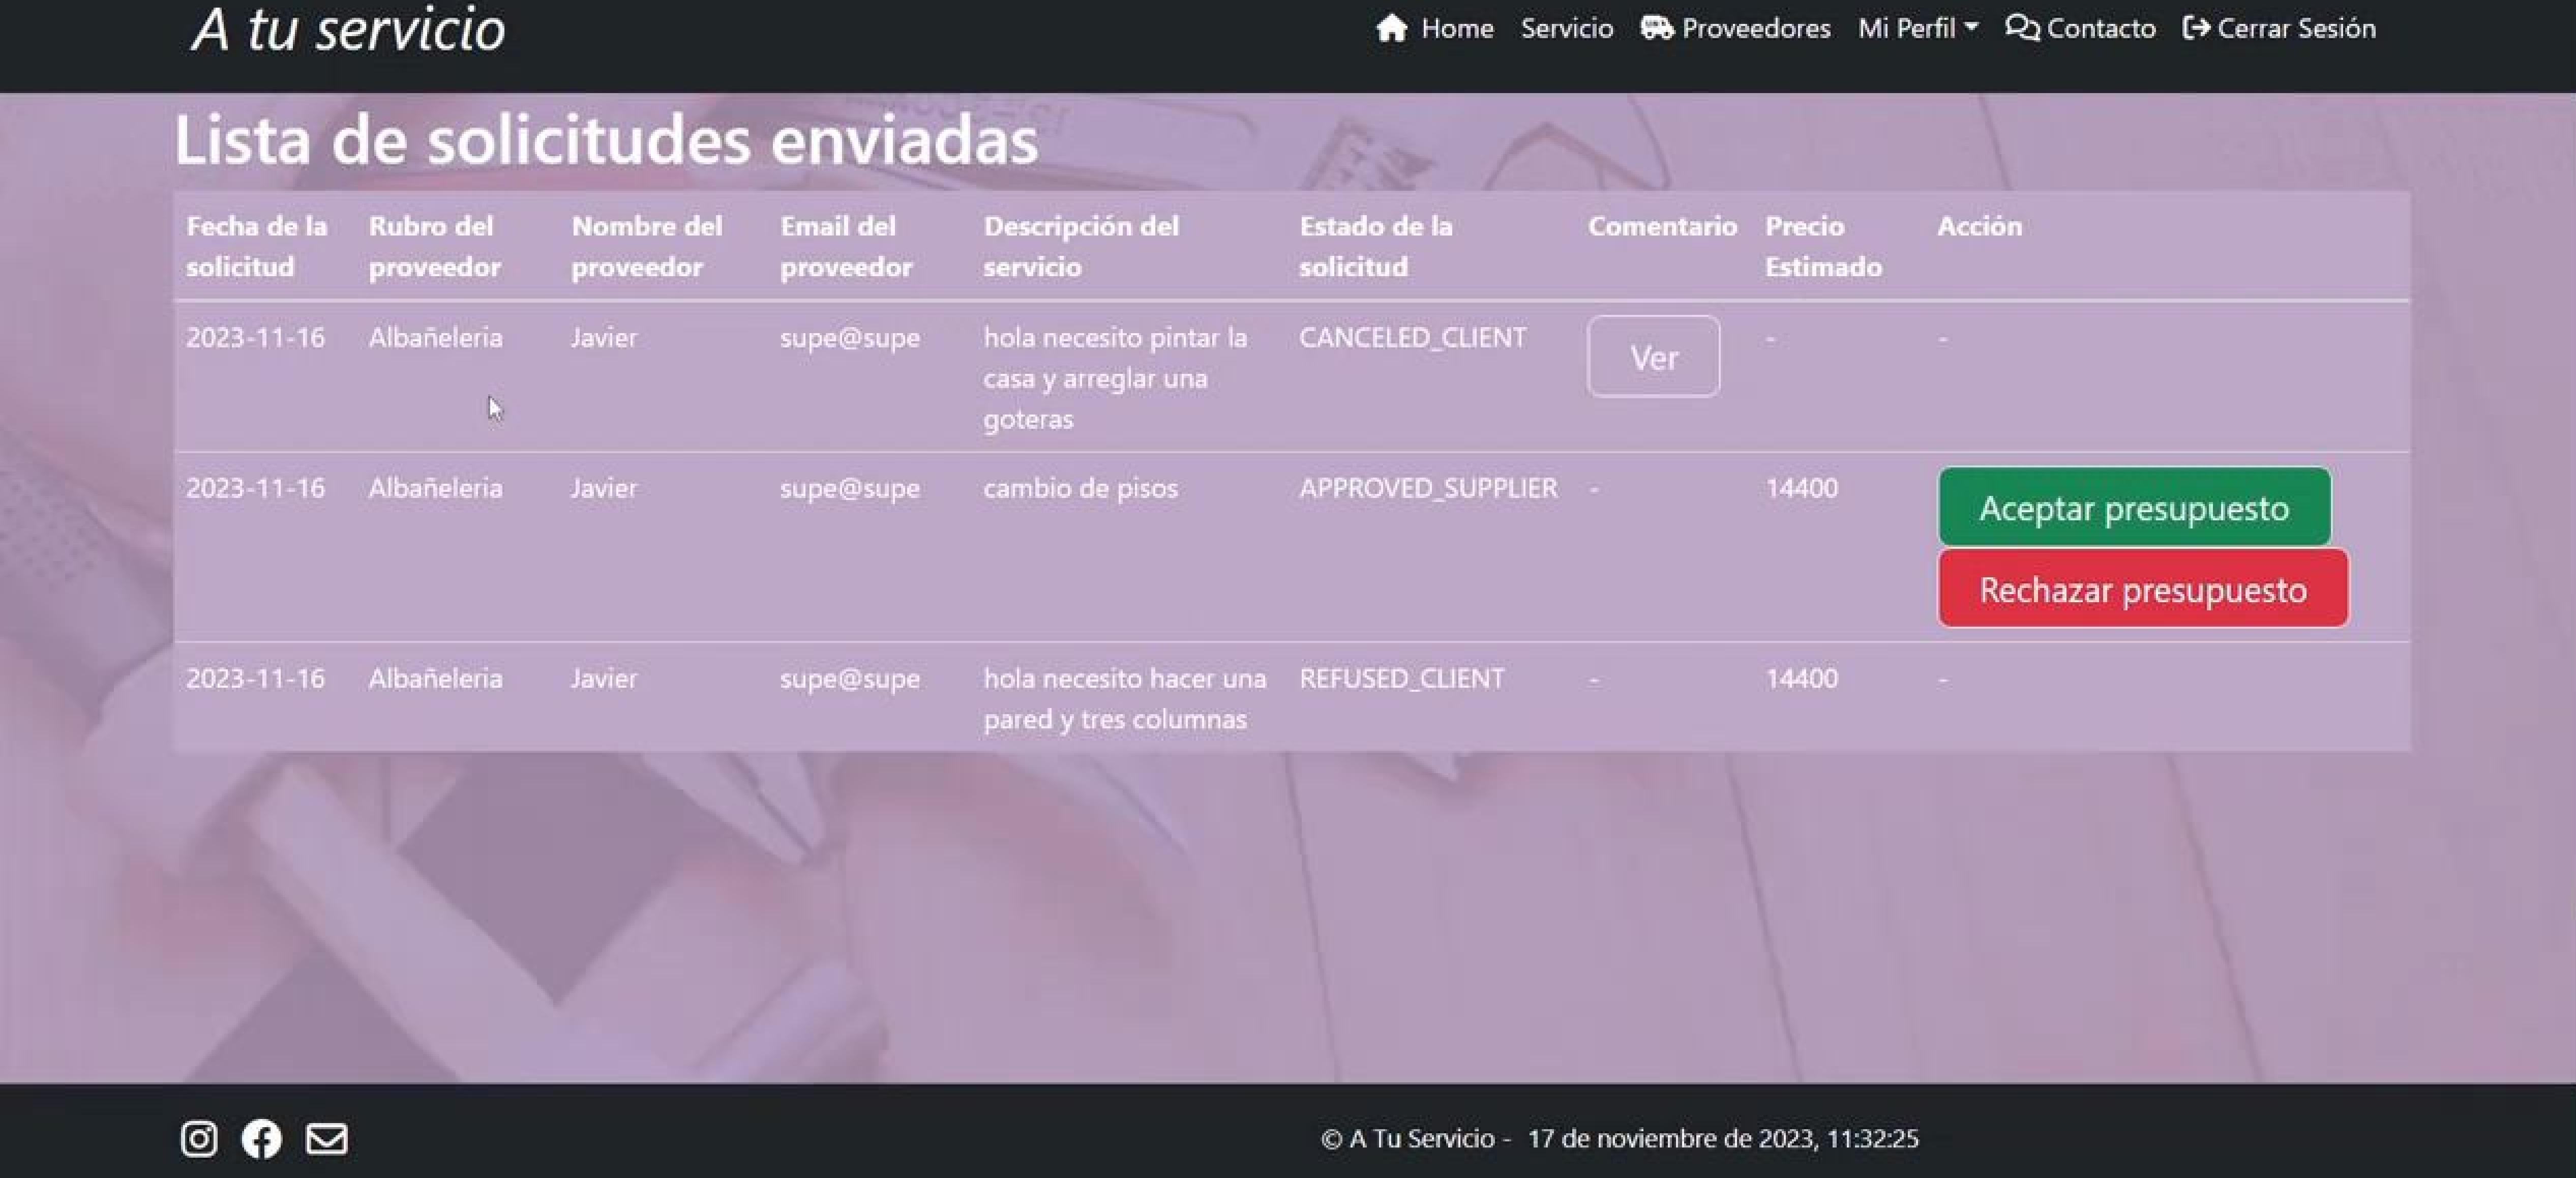 A tu servicio
Home Servicio Proveedores Mi Perfil Contacto Cerrar Sesión
Lista de solicitudes enviadas
Fecha de la solicitud Rubro del proveedor Nombre del proveedor Email del proveedor Descripción del servicio Estado de la solicitud Comentario Precio Estimado Acción
2023-11-16 Albañeleria Javier supe@supe hola necesito pintar la casa y arreglar una goteras CANCELED_CLIENT Ver - -
2023-11-16 Albañeleria Javier supe@supe cambio de pisos APPROVED_SUPPLIER - 14400 Aceptar presupuesto
Rechazar presupuesto
2023-11-16 Albañeleria Javier supe@supe hola necesito hacer una pared y tres columnas REFUSED_CLIENT - 14400 -
© A Tu Servicio - 17 de noviembre de 2023, 11:32:25